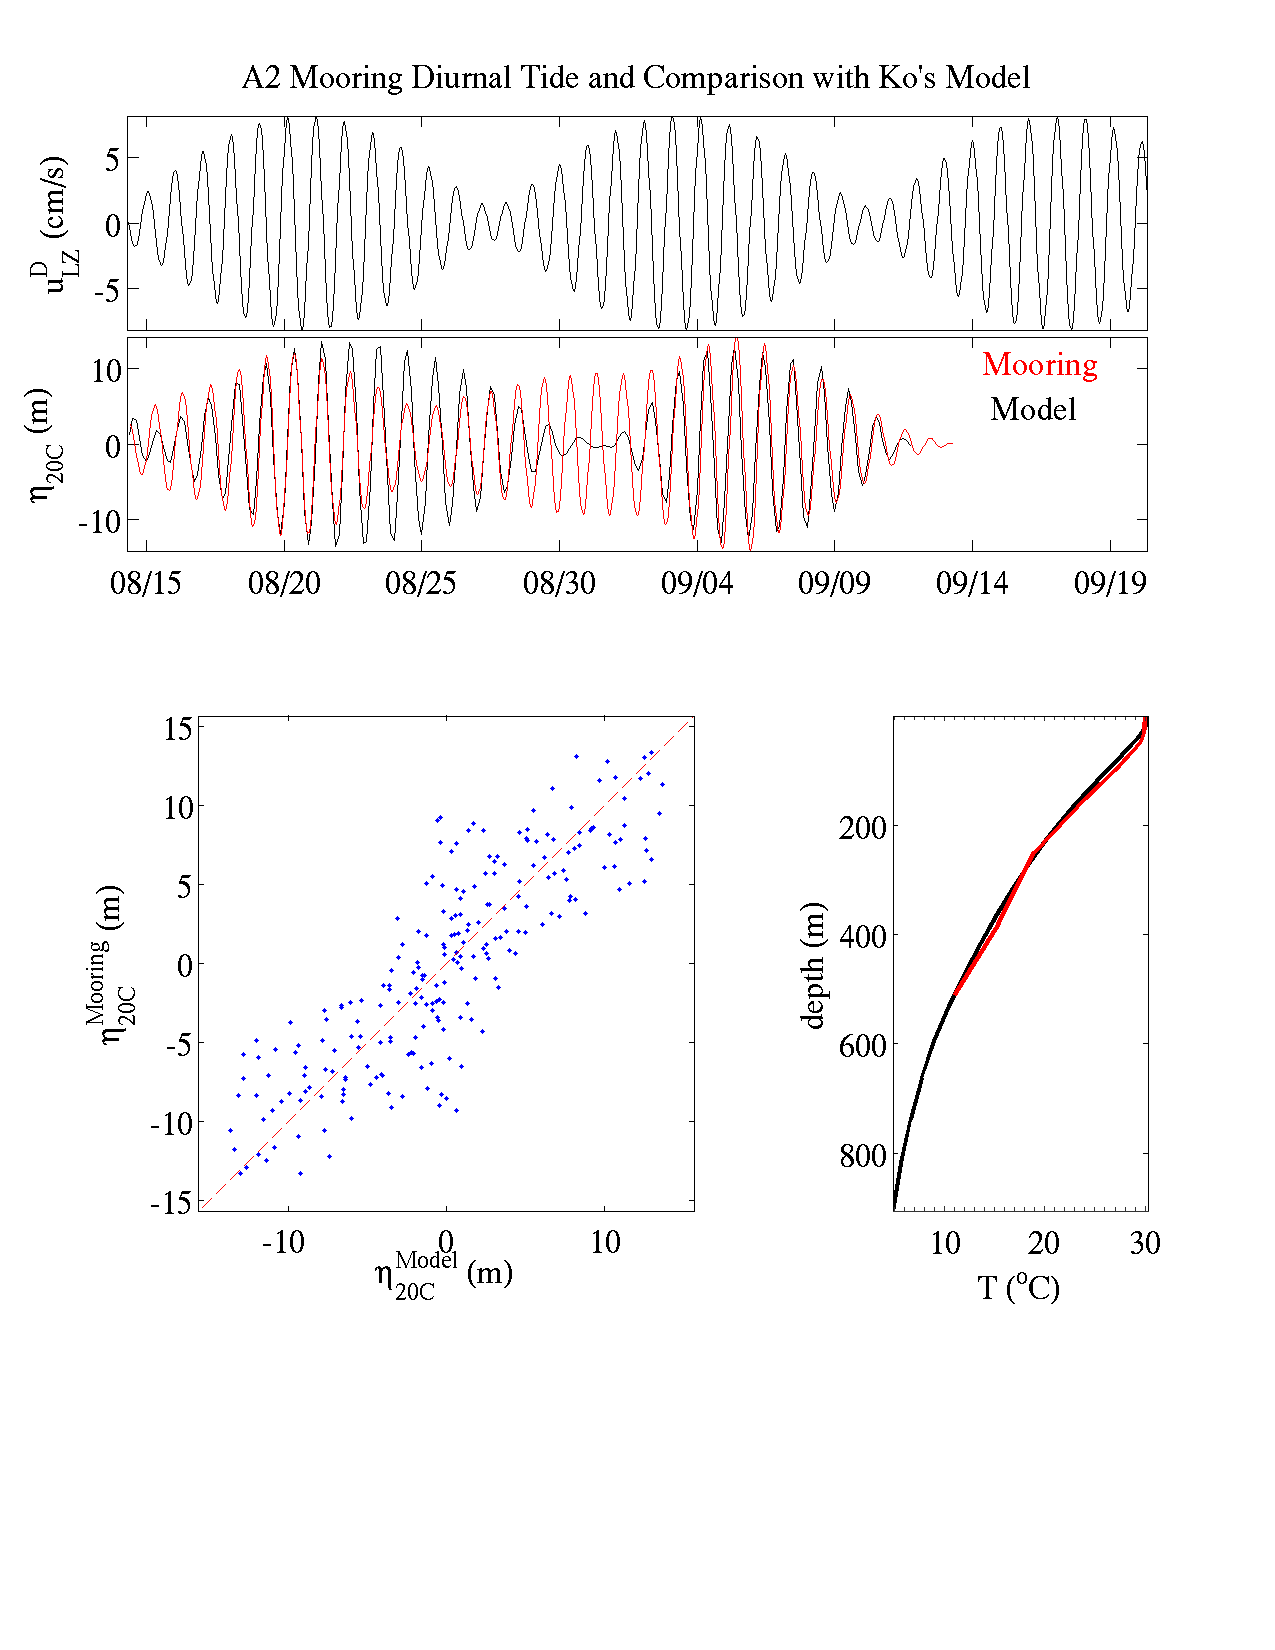 A2 Mooring Diurnal Tide and Comparison with Ko's Model
u^D_LZ (cm/s)
5
0
-5
η_20C (m)
10
0
-10
Mooring
Model
08/15 08/20 08/25 08/30 09/04 09/09 09/14 09/19
η^Mooring_20C (m)
15
10
5
0
-5
-10
-15
-10 0 10
η^Model_20C (m)
depth (m)
200
400
600
800
10 20 30
T (°C)